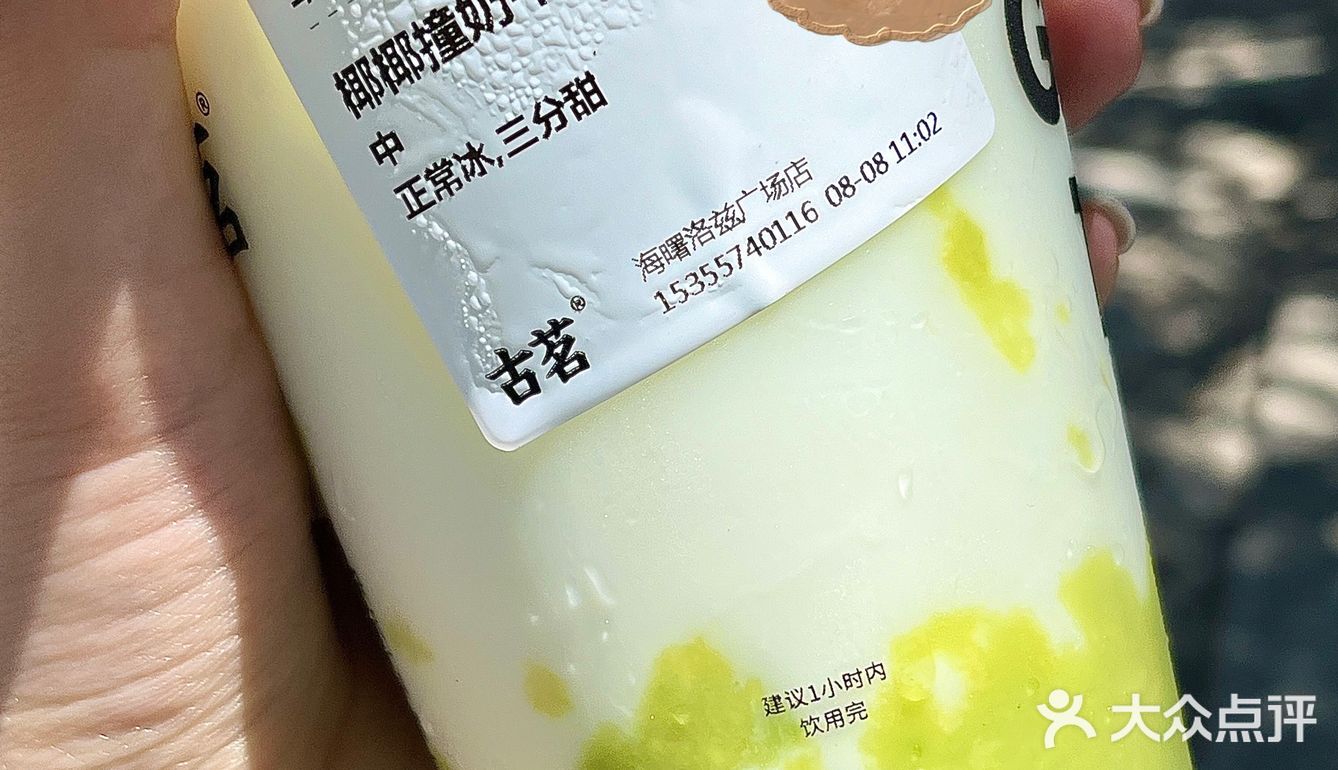 椰椰撞奶
中
正常冰,三分甜
海曙洛兹广场店
15355740116 08-08 11:02
古茗®
®
G
建议1小时内
饮用完
大众点评